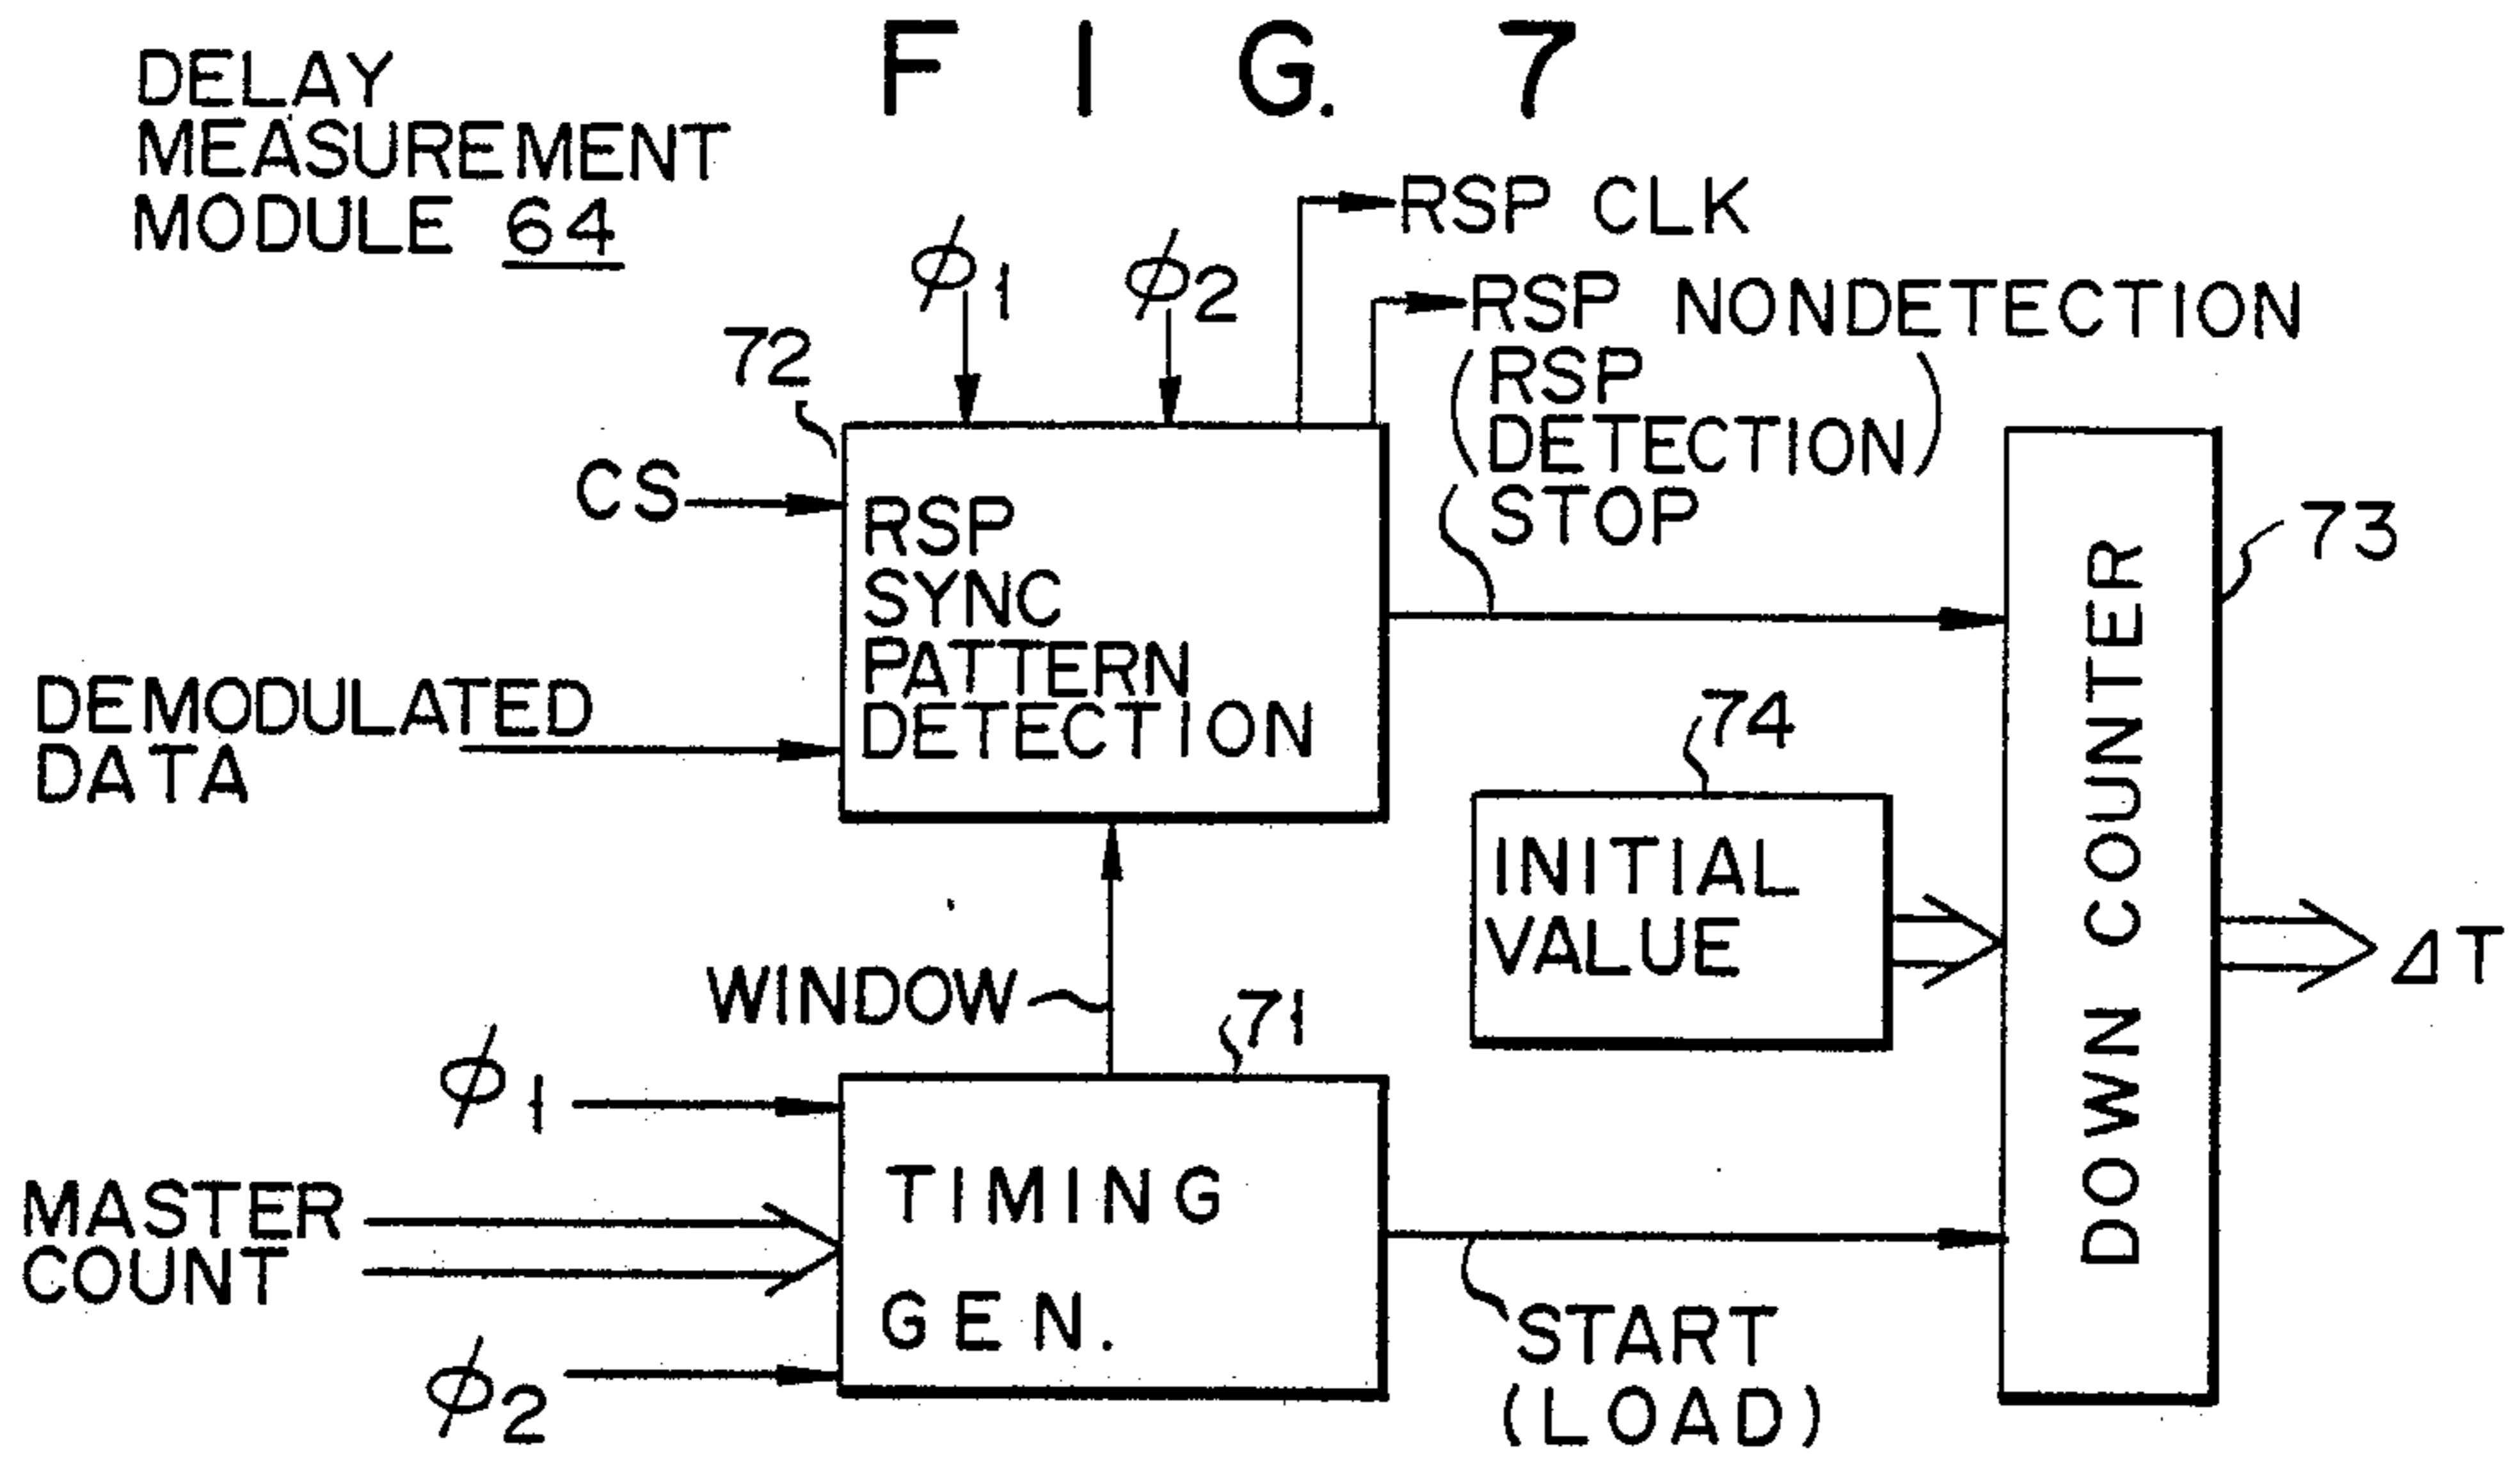 F I G. 7
DELAY
MEASUREMENT
MODULE 64
RSP CLK
ϕ1
ϕ2
RSP NONDETECTION
72
(RSP
DETECTION)
STOP
CS
73
RSP
SYNC
PATTERN
DETECTION
DEMODULATED
DATA
74
INITIAL
VALUE
DOWN COUNTER
ΔT
WINDOW
71
ϕ1
MASTER
COUNT
TIMING
GEN.
ϕ2
START
(LOAD)